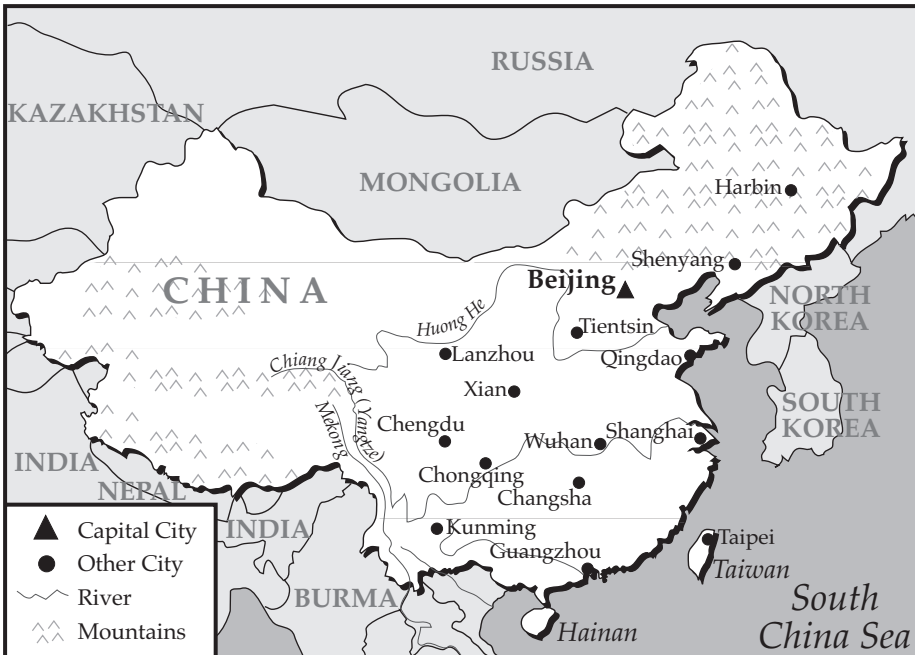 RUSSIA
KAZAKHSTAN
MONGOLIA
Harbin
Shenyang
CHINA
Beijing
NORTH
KOREA
Huong He
Tientsin
Lanzhou
Qingdao
Chiang Jiang (Yangtze)
Xian
SOUTH
KOREA
Mekong
Chengdu
Wuhan
Shanghai
INDIA
Chongqing
NEPAL
Changsha
INDIA
Kunming
Guangzhou
Taipei
Taiwan
BURMA
Hainan
South
China Sea
Capital City
Other City
River
Mountains